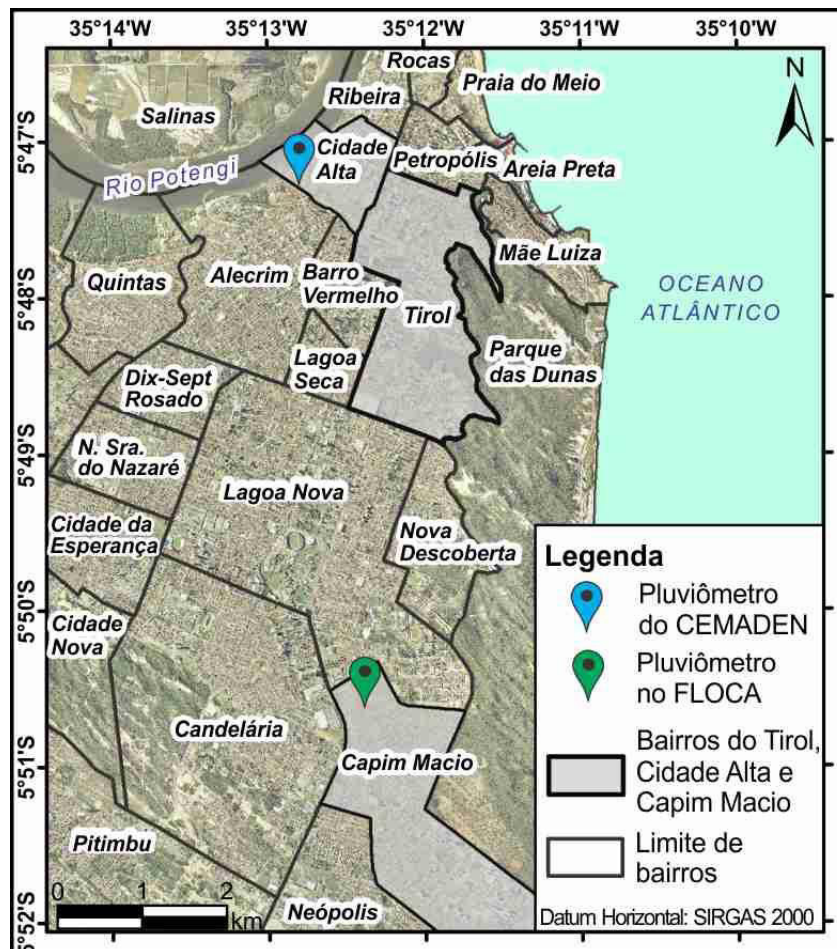 35°14'W
35°13'W
35°12'W
35°11'W
35°10'W
5°47'S
5°48'S
5°49'S
5°50'S
5°51'S
5°52'S
Rocas
Praia do Meio
N
Salinas
Ribeira
Cidade
Alta
Petropólis
Areia Preta
Rio Potengi
Mãe Luiza
Quintas
Alecrim
Barro
Vermelho
Tirol
OCEANO
ATLÂNTICO
Parque
das Dunas
Lagoa
Seca
Dix-Sept
Rosado
N. Sra.
do Nazaré
Lagoa Nova
Cidade da
Esperança
Nova
Descoberta
Cidade
Nova
Candelária
Capim Macio
Pitimbu
Neópolis
0 1 2
km
Legenda
Pluviômetro
do CEMADEN
Pluviômetro
no FLOCA
Bairros do Tirol,
Cidade Alta e
Capim Macio
Limite de
bairros
Datum Horizontal: SIRGAS 2000